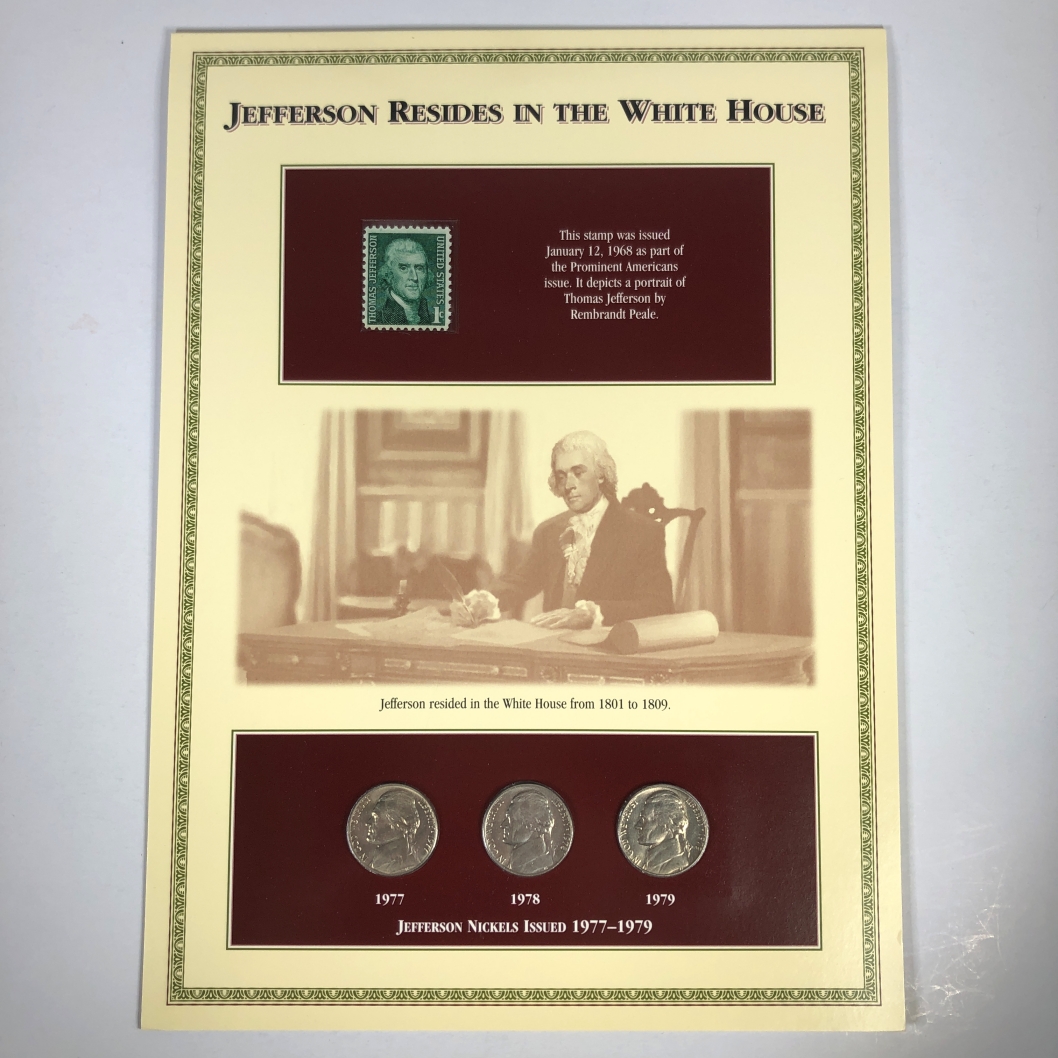 JEFFERSON RESIDES IN THE WHITE HOUSE
THOMAS JEFFERSON
UNITED STATES
1c
This stamp was issued
January 12, 1968 as part of
the Prominent Americans
issue. It depicts a portrait of
Thomas Jefferson by
Rembrandt Peale.
Jefferson resided in the White House from 1801 to 1809.
1977
1978
1979
JEFFERSON NICKELS ISSUED 1977–1979